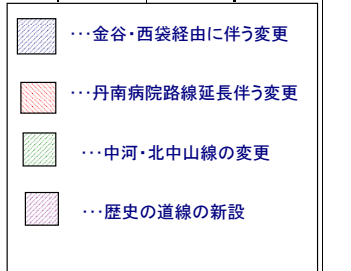 …金谷・西袋経由に伴う変更
…丹南病院路線延長伴う変更
…中河・北中山線の変更
…歴史の道線の新設